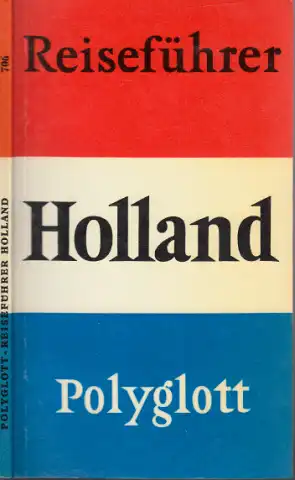 Reiseführer
Holland
Polyglott
POLYGLOTT-REISEFÜHRER HOLLAND
706